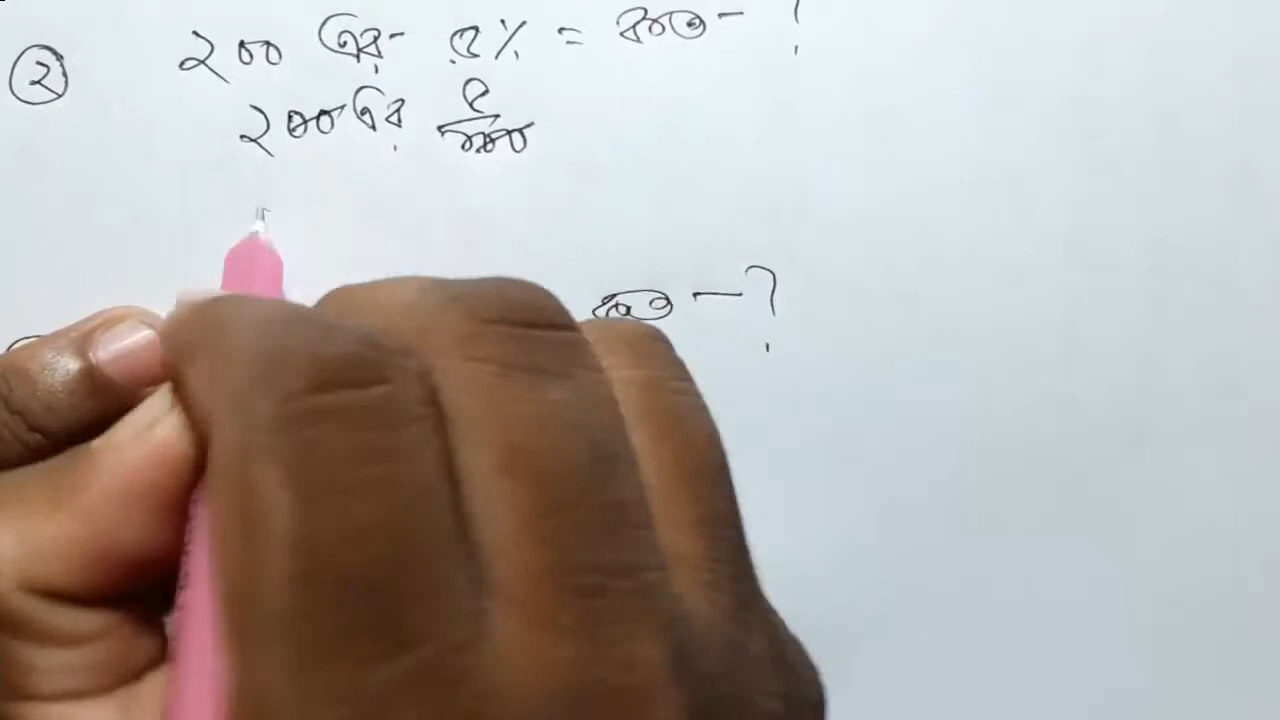 ২ ২০০ এর ৫% = কত - ?
২০০ এর ৫/১০০
কত - ?